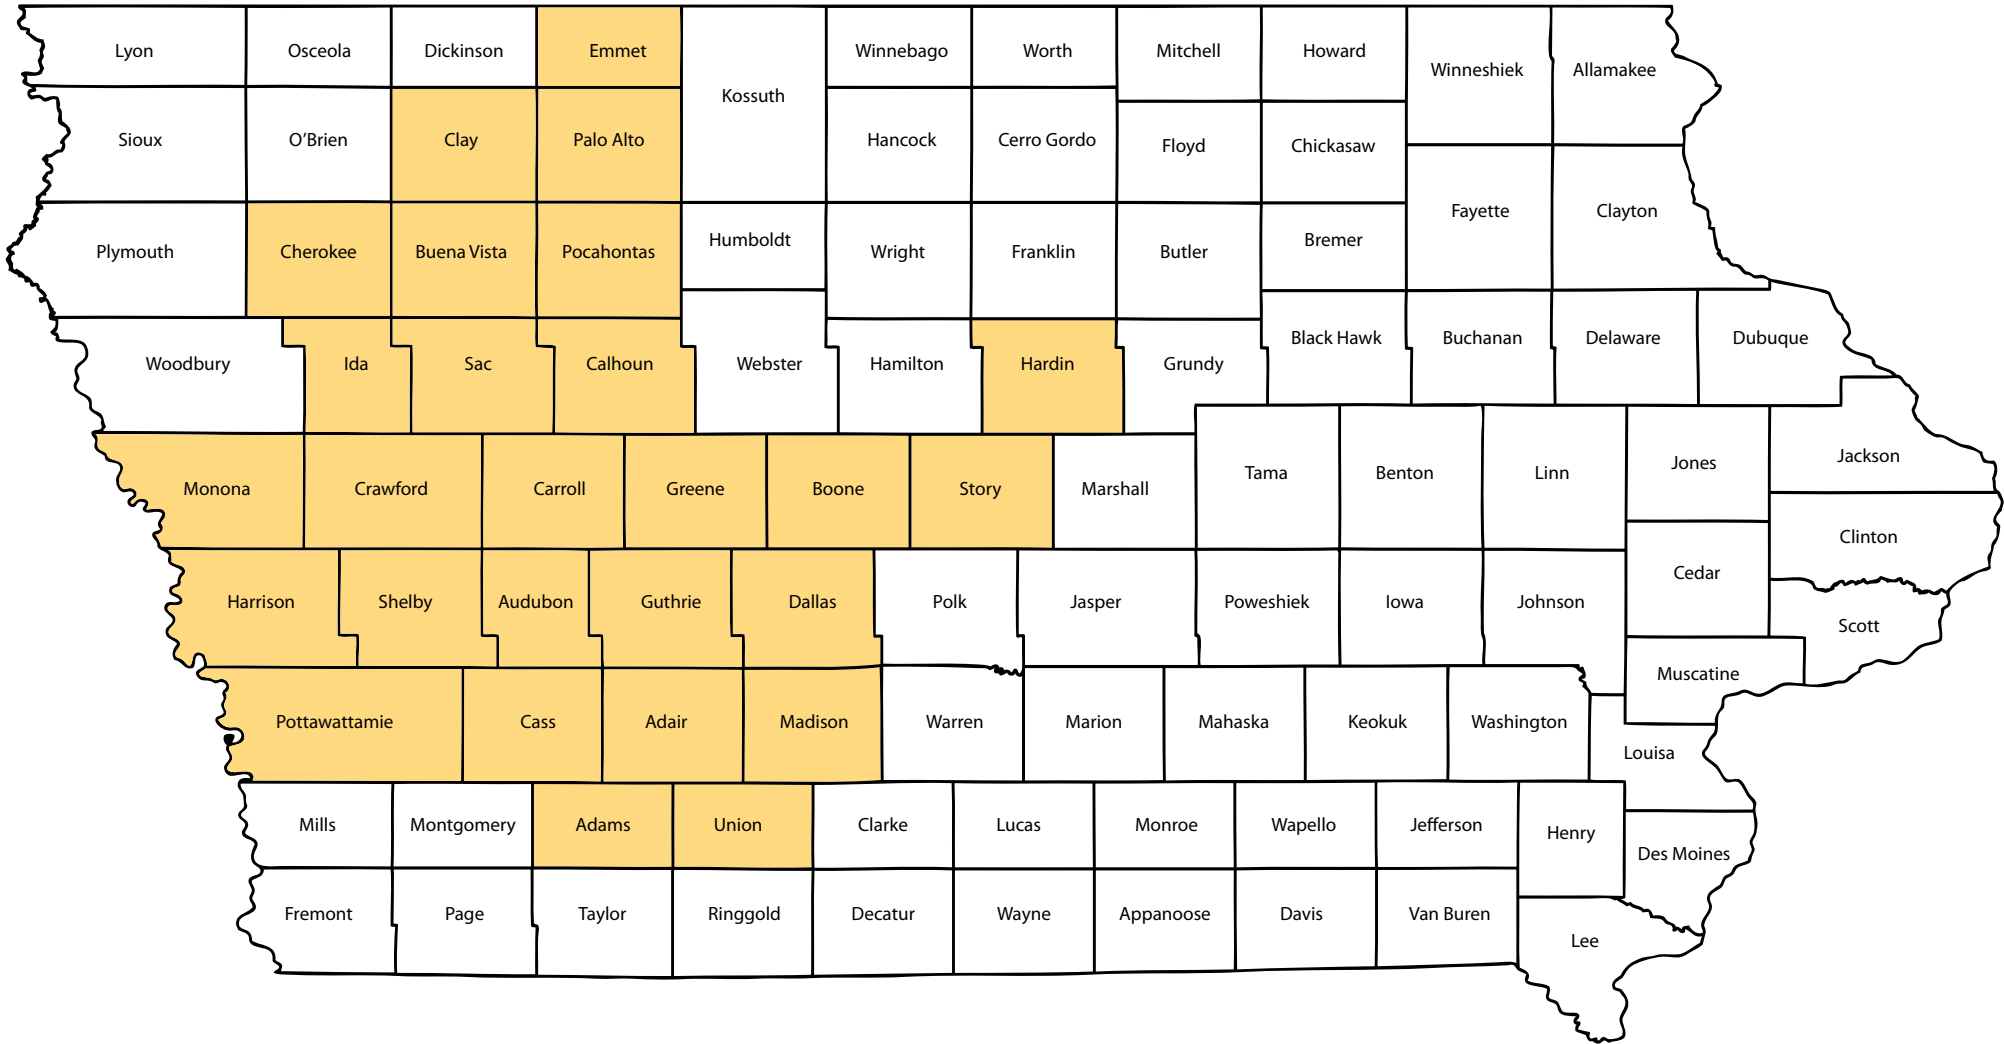 Lyon
Osceola
Dickinson
Emmet
Kossuth
Winnebago
Worth
Mitchell
Howard
Winneshiek
Allamakee
Sioux
O’Brien
Clay
Palo Alto
Hancock
Cerro Gordo
Floyd
Chickasaw
Fayette
Clayton
Plymouth
Cherokee
Buena Vista
Pocahontas
Humboldt
Wright
Franklin
Butler
Bremer
Woodbury
Ida
Sac
Calhoun
Webster
Hamilton
Hardin
Grundy
Black Hawk
Buchanan
Delaware
Dubuque
Monona
Crawford
Carroll
Greene
Boone
Story
Marshall
Tama
Benton
Linn
Jones
Jackson
Clinton
Harrison
Shelby
Audubon
Guthrie
Dallas
Polk
Jasper
Poweshiek
Iowa
Johnson
Cedar
Scott
Muscatine
Pottawattamie
Cass
Adair
Madison
Warren
Marion
Mahaska
Keokuk
Washington
Louisa
Mills
Montgomery
Adams
Union
Clarke
Lucas
Monroe
Wapello
Jefferson
Henry
Des Moines
Fremont
Page
Taylor
Ringgold
Decatur
Wayne
Appanoose
Davis
Van Buren
Lee